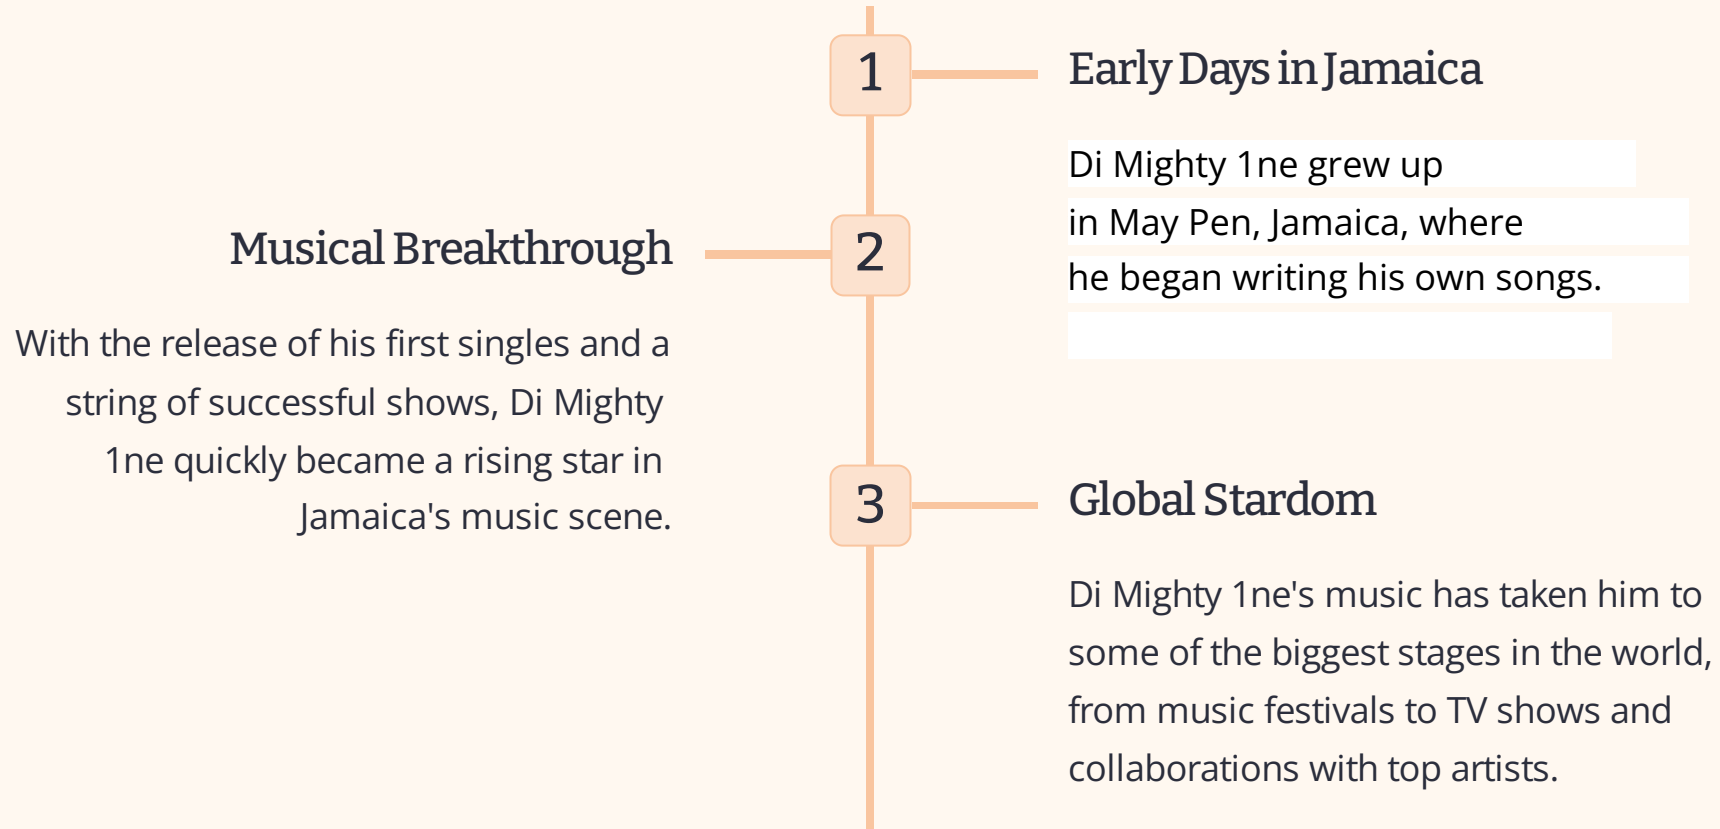 1
Early Days in Jamaica
Di Mighty 1ne grew up
in May Pen, Jamaica, where
he began writing his own songs.
2
Musical Breakthrough
With the release of his first singles and a
string of successful shows, Di Mighty
1ne quickly became a rising star in
Jamaica's music scene.
3
Global Stardom
Di Mighty 1ne's music has taken him to
some of the biggest stages in the world,
from music festivals to TV shows and
collaborations with top artists.